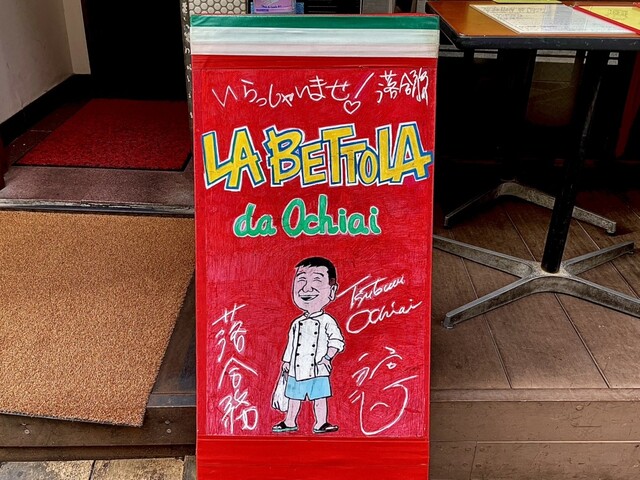 いらっしゃいませ!♡ 落合務
LA BETTOLA
da Ochiai
Tsutomu
Ochiai
落合務